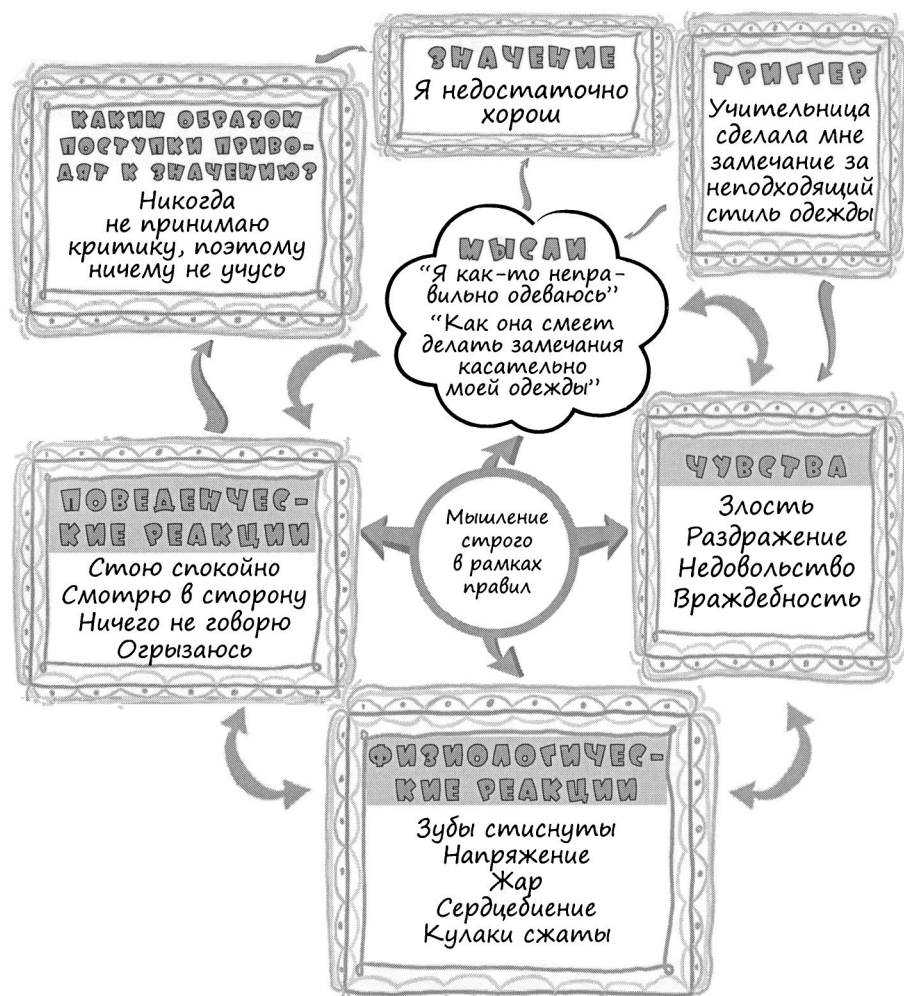 ЗНАЧЕНИЕ
Я недостаточно
хорош
ТРИГГЕР
Учительница
сделала мне
замечание за
неподходящий
стиль одежды
КАКИМ ОБРАЗОМ
ПОСТУПКИ ПРИВО-
ДЯТ К ЗНАЧЕНИЮ?
Никогда
не принимаю
критику, поэтому
ничему не учусь
МЫСЛИ
“Я как-то непра-
вильно одеваюсь”
“Как она смеет
делать замечания
касательно
моей одежды”
ЧУВСТВА
Злость
Раздражение
Недовольство
Враждебность
ПОВЕДЕНЧЕС-
КИЕ РЕАКЦИИ
Стою спокойно
Смотрю в сторону
Ничего не говорю
Огрызаюсь
Мышление
строго
в рамках
правил
ФИЗИОЛОГИЧЕС-
КИЕ РЕАКЦИИ
Зубы стиснуты
Напряжение
Жар
Сердцебиение
Кулаки сжаты